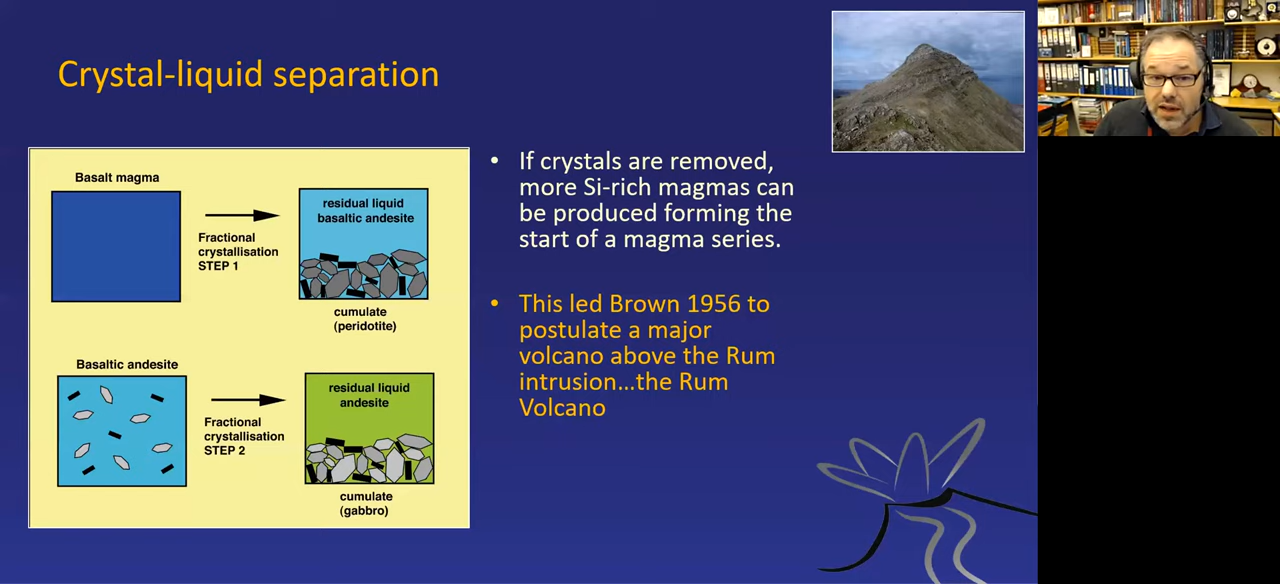 Crystal-liquid separation
Basalt magma
Fractional
crystallisation
STEP 1
residual liquid
basaltic andesite
cumulate
(peridotite)
Basaltic andesite
Fractional
crystallisation
STEP 2
residual liquid
andesite
cumulate
(gabbro)
• If crystals are removed,
more Si-rich magmas can
be produced forming the
start of a magma series.
• This led Brown 1956 to
postulate a major
volcano above the Rum
intrusion...the Rum
Volcano